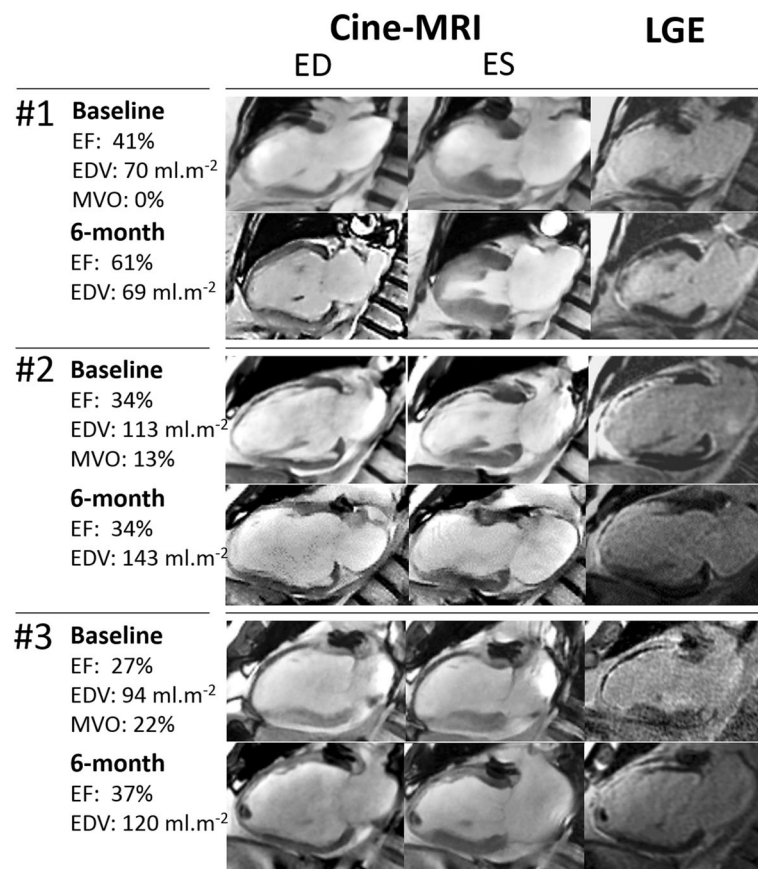 Cine-MRI LGE
ED ES
#1 Baseline
EF: 41%
EDV: 70 ml.m-2
MVO: 0%
6-month
EF: 61%
EDV: 69 ml.m-2
#2 Baseline
EF: 34%
EDV: 113 ml.m-2
MVO: 13%
6-month
EF: 34%
EDV: 143 ml.m-2
#3 Baseline
EF: 27%
EDV: 94 ml.m-2
MVO: 22%
6-month
EF: 37%
EDV: 120 ml.m-2